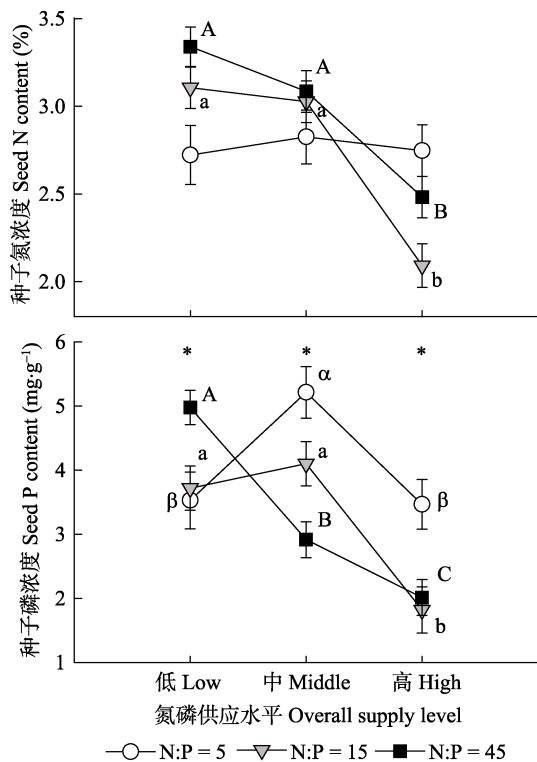 种子氮浓度 Seed N content (%)
3.5
3.0
2.5
2.0
A
a
A
a
B
b
种子磷浓度 Seed P content (mg·g⁻¹)
6
5
4
3
2
1
* * *
A
α
a
a
β
β
B
C
b
低 Low 中 Middle 高 High
氮磷供应水平 Overall supply level
N:P = 5 N:P = 15 N:P = 45